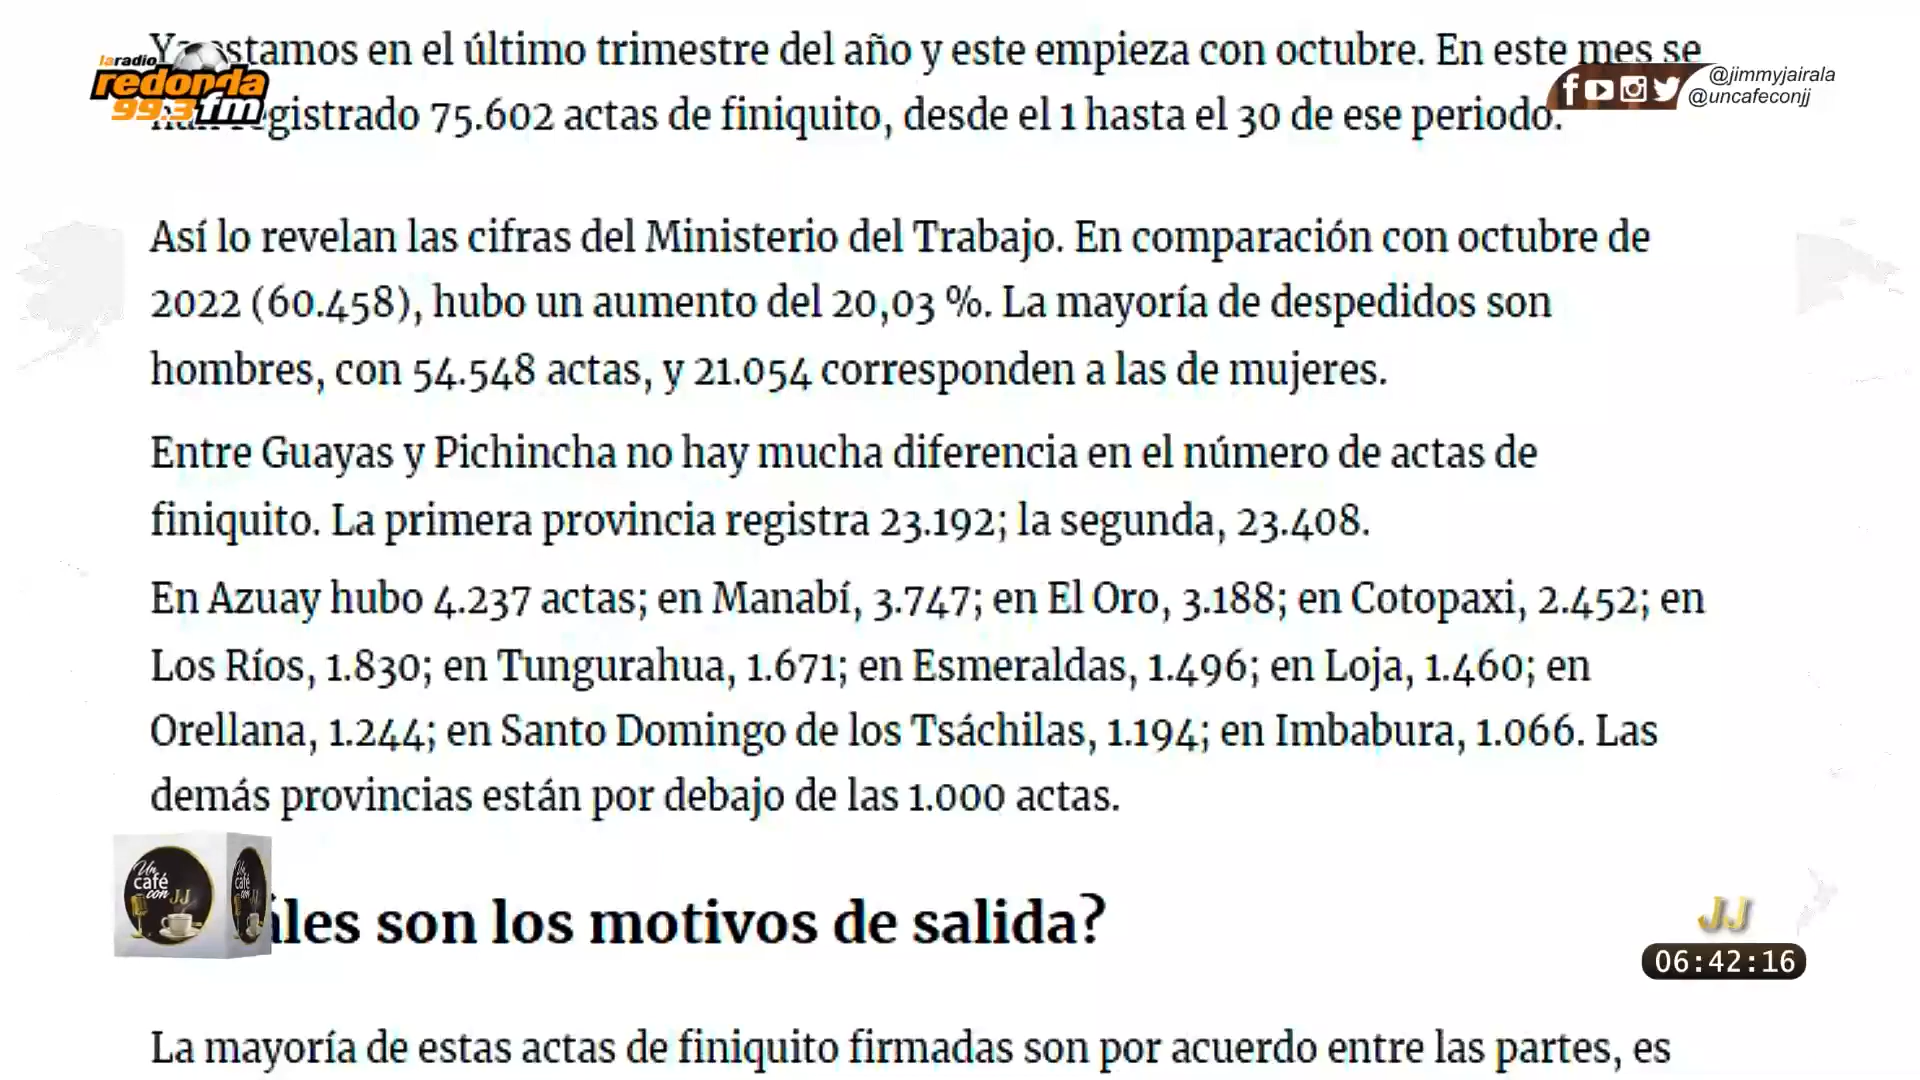 Ya estamos en el último trimestre del año y este empieza con octubre. En este mes se
han registrado 75.602 actas de finiquito, desde el 1 hasta el 30 de ese periodo.
la radio
redonda
99.3 fm
@jimmyjairala
@uncafeconjj
Así lo revelan las cifras del Ministerio del Trabajo. En comparación con octubre de
2022 (60.458), hubo un aumento del 20,03 %. La mayoría de despedidos son
hombres, con 54.548 actas, y 21.054 corresponden a las de mujeres.
Entre Guayas y Pichincha no hay mucha diferencia en el número de actas de
finiquito. La primera provincia registra 23.192; la segunda, 23.408.
En Azuay hubo 4.237 actas; en Manabí, 3.747; en El Oro, 3.188; en Cotopaxi, 2.452; en
Los Ríos, 1.830; en Tungurahua, 1.671; en Esmeraldas, 1.496; en Loja, 1.460; en
Orellana, 1.244; en Santo Domingo de los Tsáchilas, 1.194; en Imbabura, 1.066. Las
demás provincias están por debajo de las 1.000 actas.
Un
café
con JJ
áles son los motivos de salida?
JJ
06:42:16
La mayoría de estas actas de finiquito firmadas son por acuerdo entre las partes, es